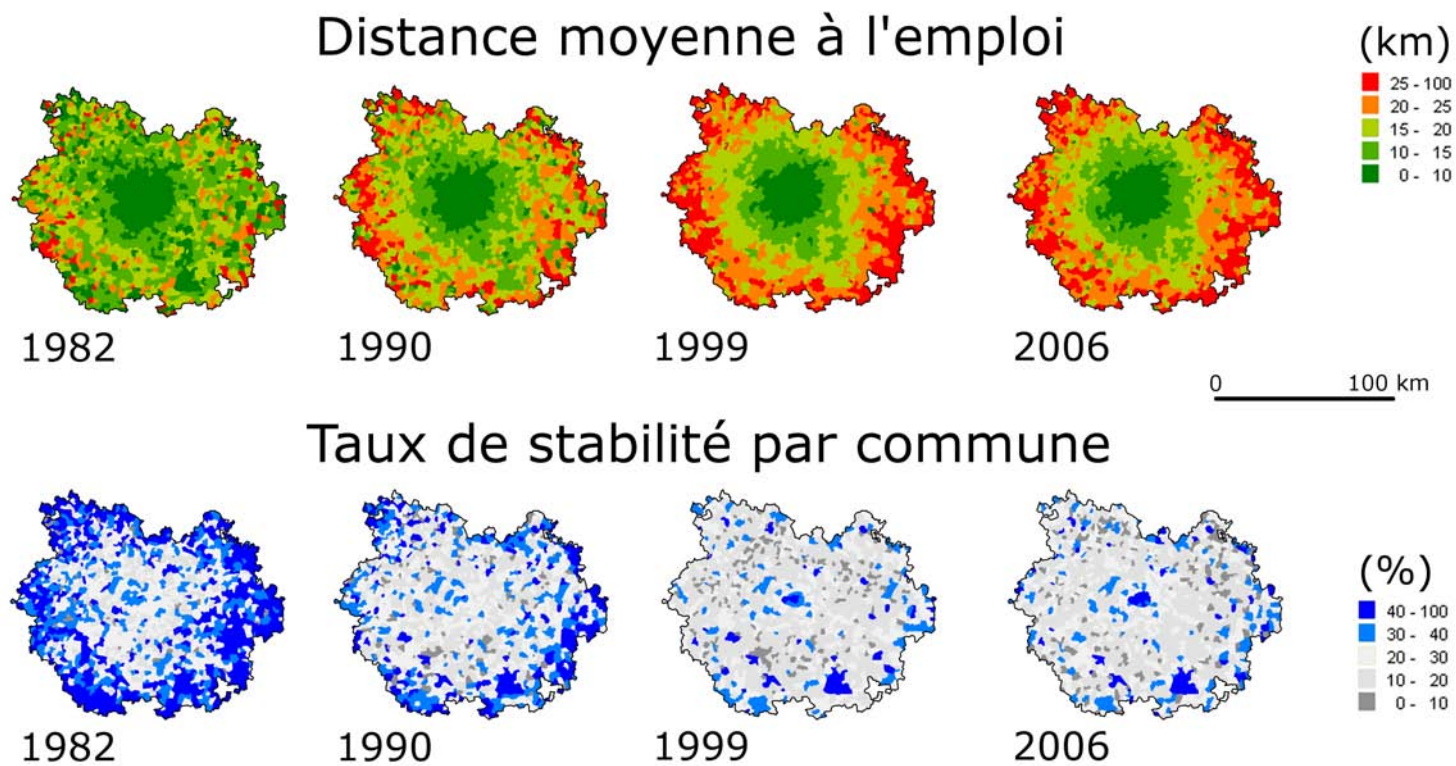 Distance moyenne à l'emploi
(km)
25 - 100
20 - 25
15 - 20
10 - 15
0 - 10
1982
1990
1999
2006
0 100 km
Taux de stabilité par commune
(%)
40 - 100
30 - 40
20 - 30
10 - 20
0 - 10
1982
1990
1999
2006